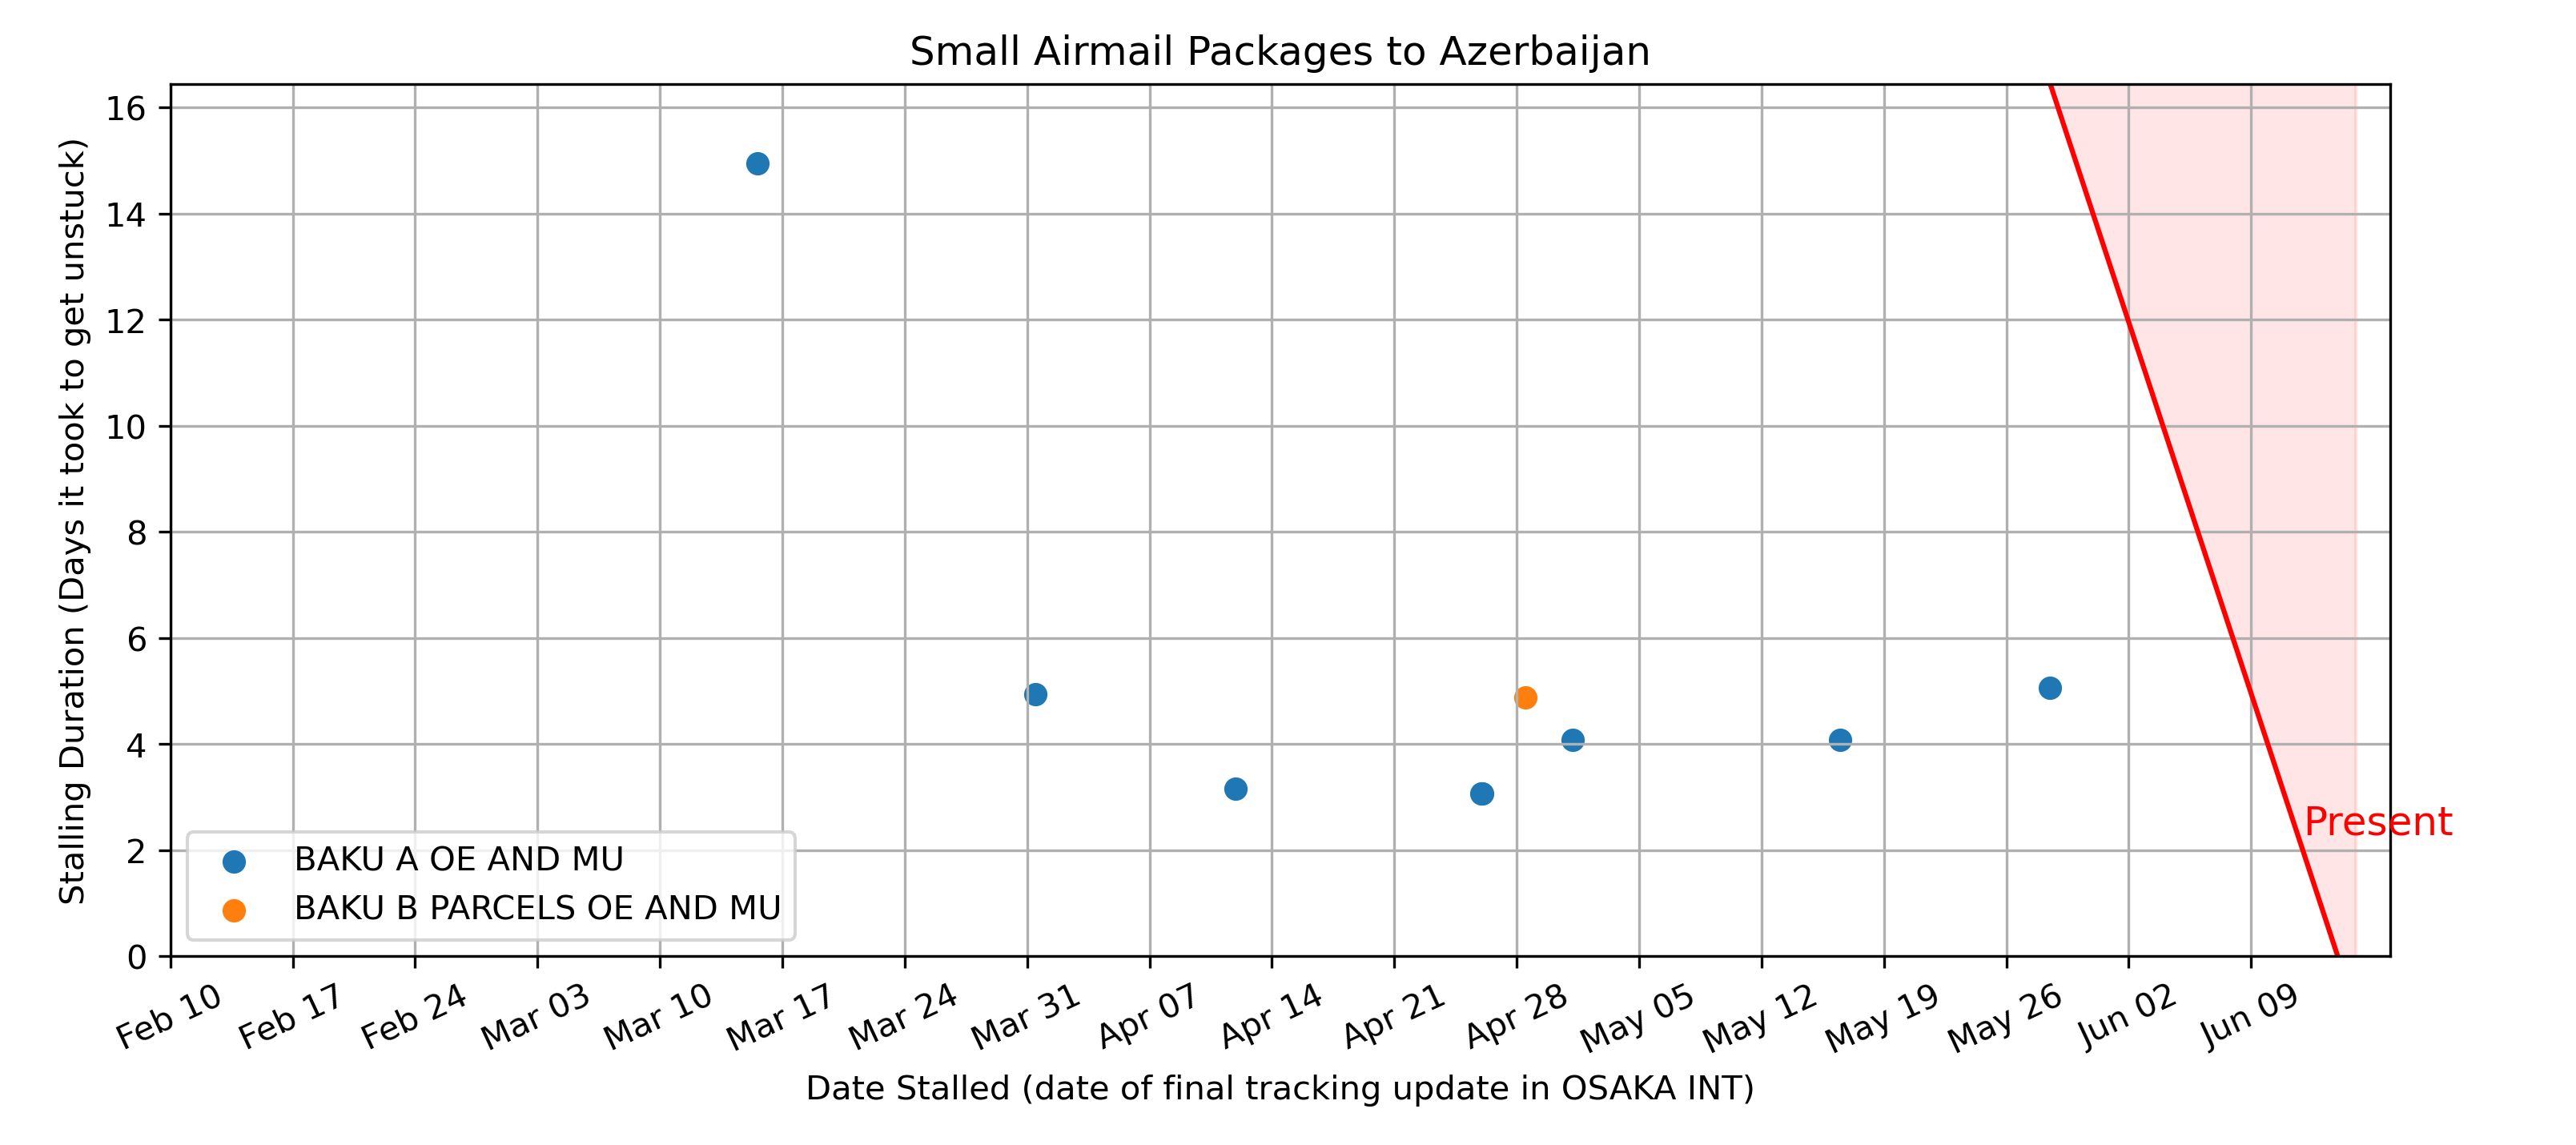 Small Airmail Packages to Azerbaijan
Stalling Duration (Days it took to get unstuck)
16
14
12
10
8
6
4
2
0
Present
BAKU A OE AND MU
BAKU B PARCELS OE AND MU
Feb 10
Feb 17
Feb 24
Mar 03
Mar 10
Mar 17
Mar 24
Mar 31
Apr 07
Apr 14
Apr 21
Apr 28
May 05
May 12
May 19
May 26
Jun 02
Jun 09
Date Stalled (date of final tracking update in OSAKA INT)